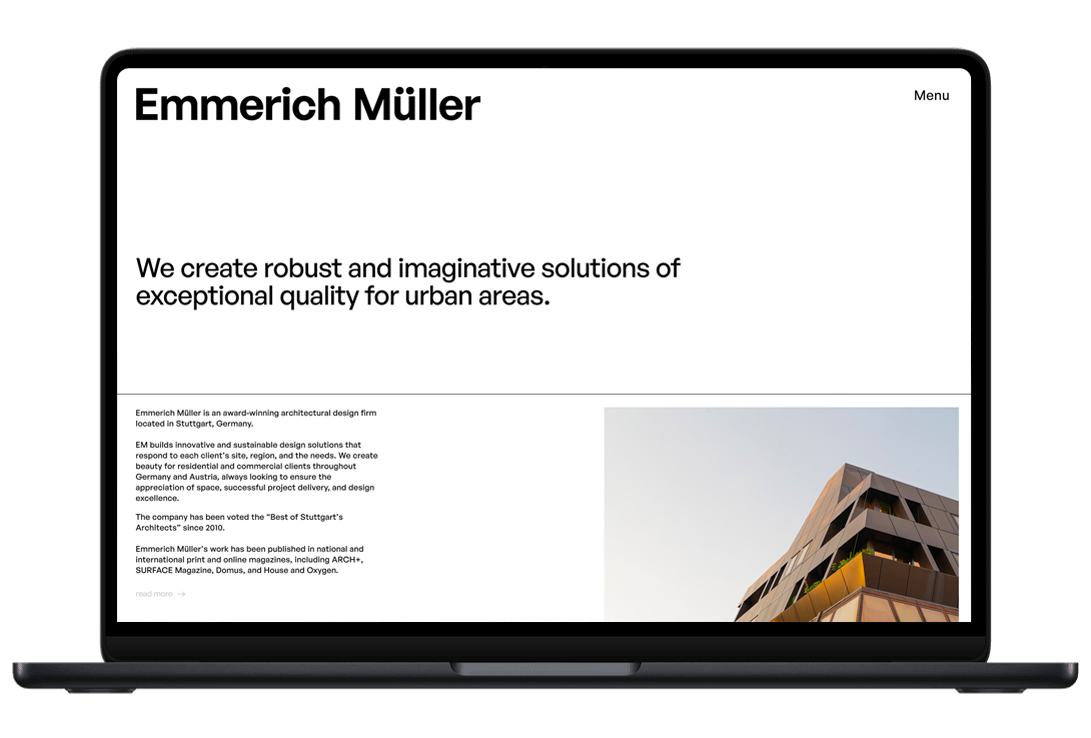 Emmerich Müller
Menu
We create robust and imaginative solutions of
exceptional quality for urban areas.
Emmerich Müller is an award-winning architectural design firm
located in Stuttgart, Germany.
EM builds innovative and sustainable design solutions that
respond to each client's site, region, and the needs. We create
beauty for residential and commercial clients throughout
Germany and Austria, always looking to ensure the
appreciation of space, successful project delivery, and design
excellence.
The company has been voted the “Best of Stuttgart's
Architects” since 2010.
Emmerich Müller's work has been published in national and
international print and online magazines, including ARCH+,
SURFACE Magazine, Domus, and House and Oxygen.
read more →